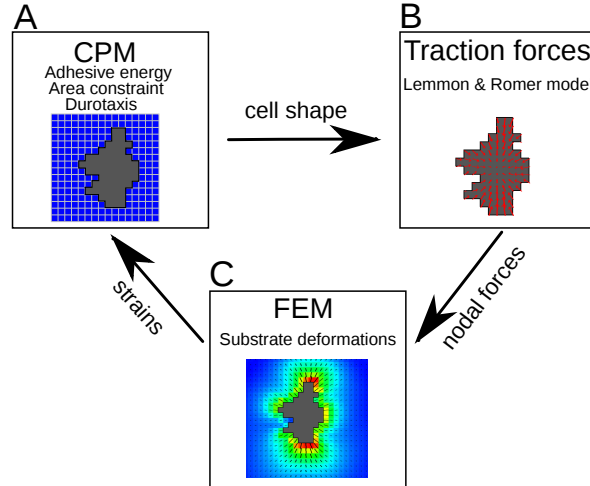 A
CPM
Adhesive energy
Area constraint
Durotaxis
cell shape
B
Traction forces
Lemmon & Romer mode
nodal forces
C
FEM
Substrate deformations
strains